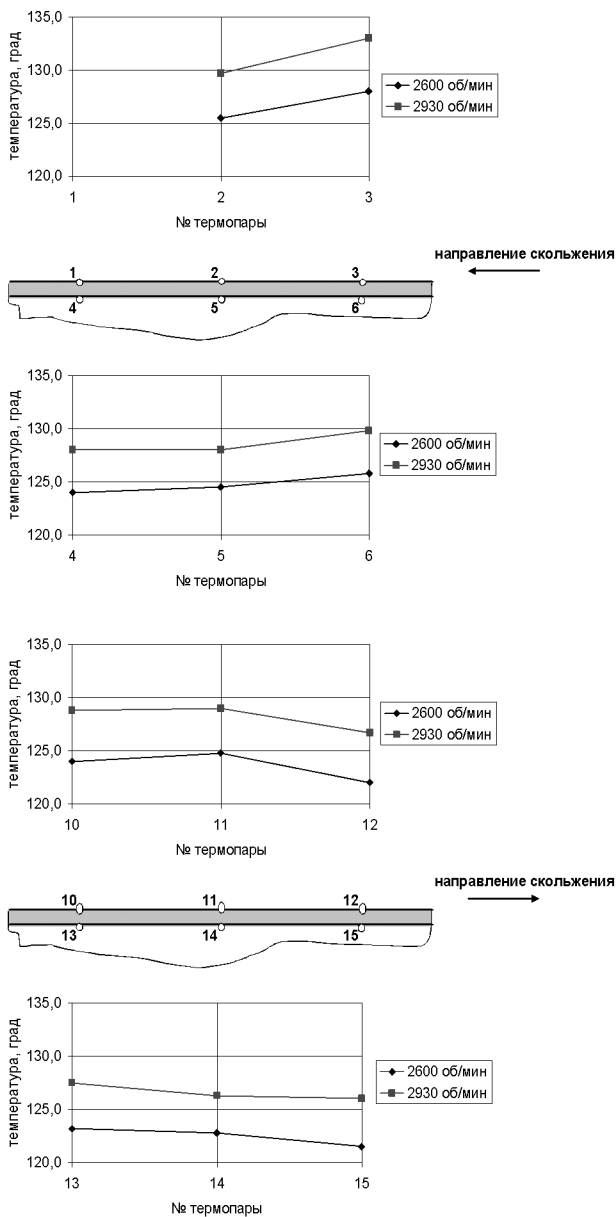 135,0
130,0
125,0
120,0
температура, град
1 2 3
№ термопары
2600 об/мин
2930 об/мин
направление скольжения
1 2 3
4 5 6
135,0
130,0
125,0
120,0
температура, град
4 5 6
№ термопары
2600 об/мин
2930 об/мин
135,0
130,0
125,0
120,0
температура, град
10 11 12
№ термопары
2600 об/мин
2930 об/мин
направление скольжения
10 11 12
13 14 15
135,0
130,0
125,0
120,0
температура, град
13 14 15
№ термопары
2600 об/мин
2930 об/мин